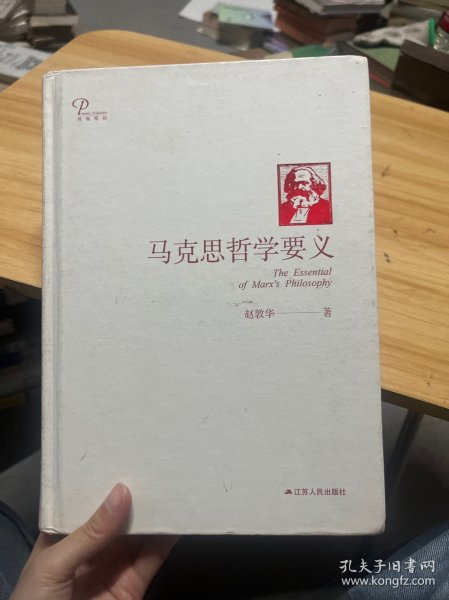 马克思哲学要义
The Essential
of Marx's Philosophy
赵敦华 著
江苏人民出版社
孔夫子旧书网
www.kongfz.com